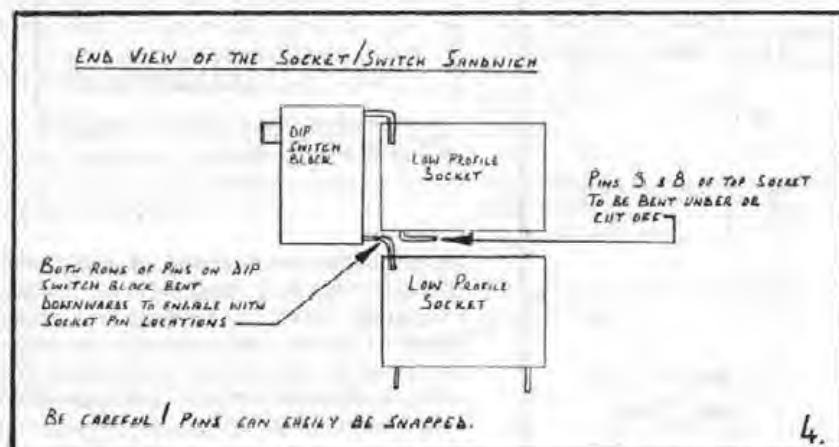 END VIEW OF THE SOCKET/SWITCH SANDWICH
DIP
SWITCH
BLOCK
LOW PROFILE
SOCKET
PINS 3 & 8 OF TOP SOCKET
TO BE BENT UNDER OR
CUT OFF
BOTH ROWS OF PINS ON DIP
SWITCH BLOCK BENT
DOWNWARDS TO ENGAGE WITH
SOCKET PIN LOCATIONS
LOW PROFILE
SOCKET
BE CAREFUL! PINS CAN EASILY BE SNAPPED.
4.